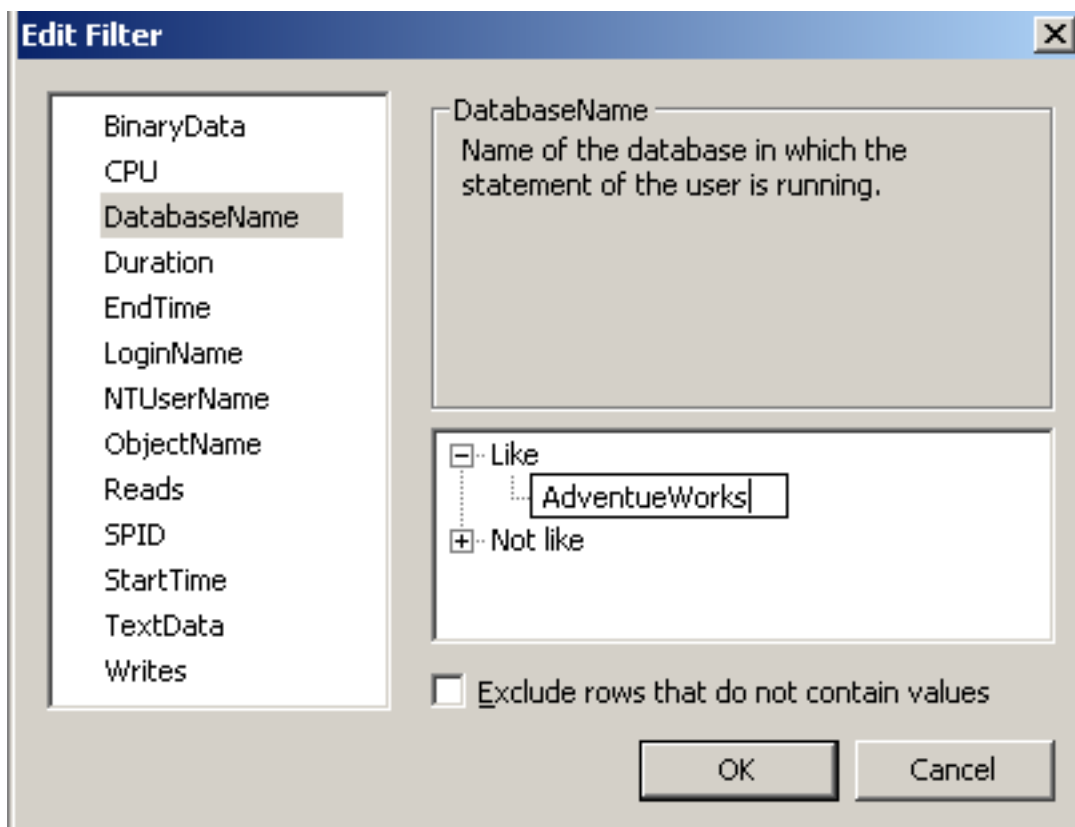 Edit Filter
BinaryData
CPU
DatabaseName
Duration
EndTime
LoginName
NTUserName
ObjectName
Reads
SPID
StartTime
TextData
Writes
DatabaseName
Name of the database in which the
statement of the user is running.
Like
AdventueWorks
Not like
Exclude rows that do not contain values
OK
Cancel